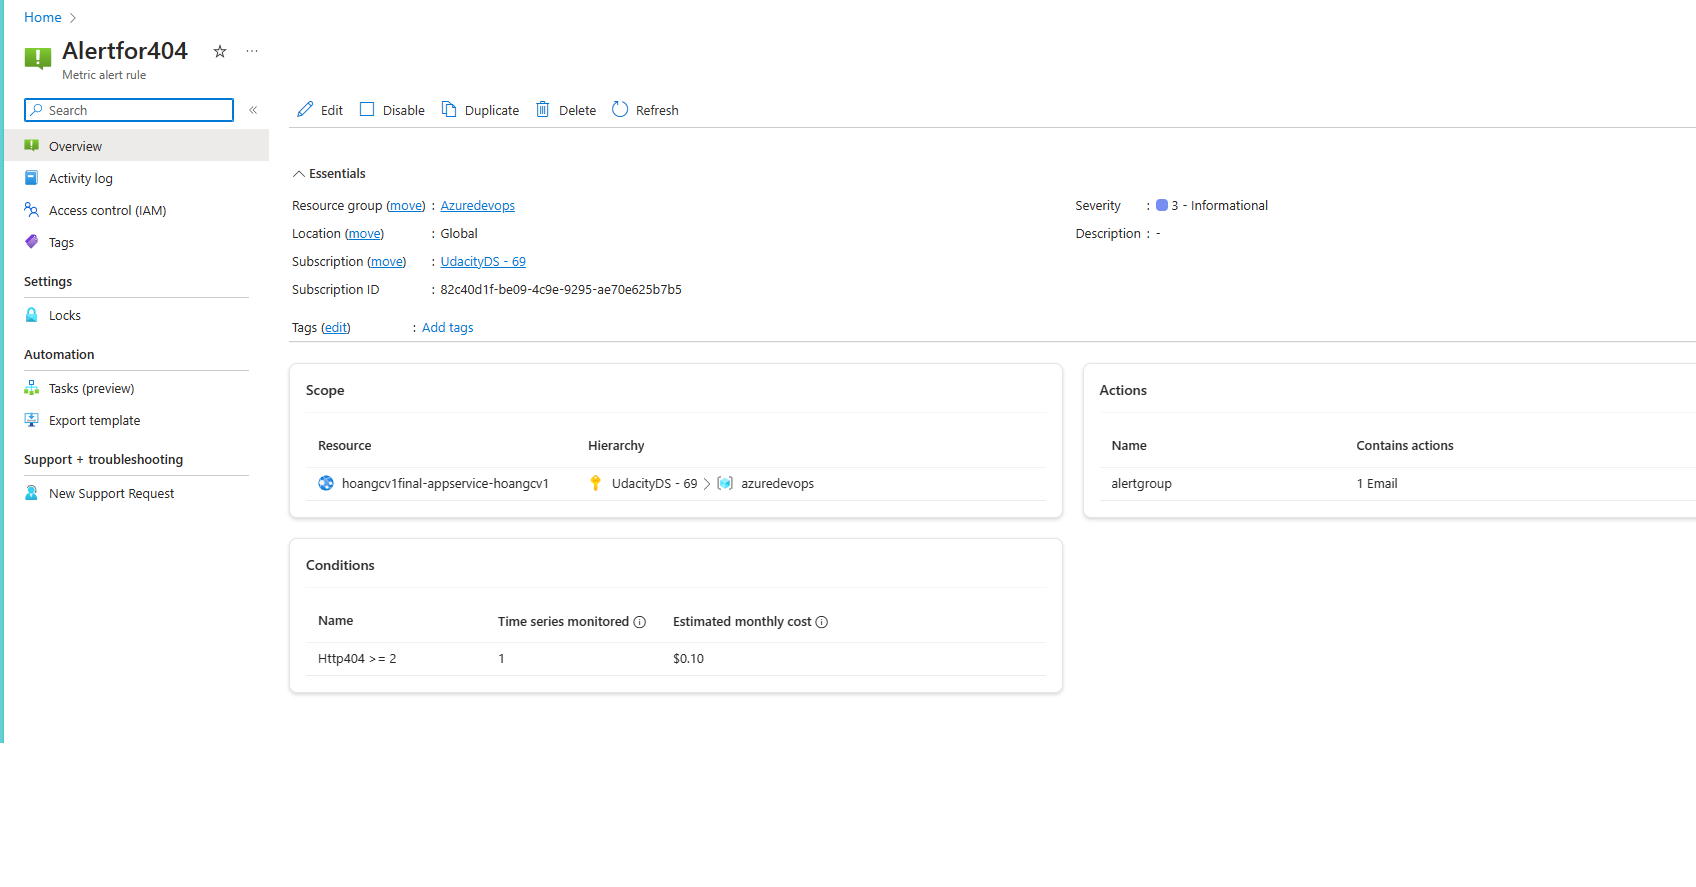 Home
Alertfor404
Metric alert rule
Search
Edit Disable Duplicate Delete Refresh
Overview
Activity log
Access control (IAM)
Tags
Settings
Locks
Automation
Tasks (preview)
Export template
Support + troubleshooting
New Support Request
Essentials
Resource group (move) : Azuredevops
Location (move) : Global
Subscription (move) : UdacityDS - 69
Subscription ID : 82c40d1f-be09-4c9e-9295-ae70e625b7b5
Tags (edit) : Add tags
Severity : 3 - Informational
Description : -
Scope
Resource Hierarchy
hoangcv1final-appservice-hoangcv1 UdacityDS - 69 > azuredevops
Actions
Name Contains actions
alertgroup 1 Email
Conditions
Name Time series monitored Estimated monthly cost
Http404 >= 2 1 $0.10